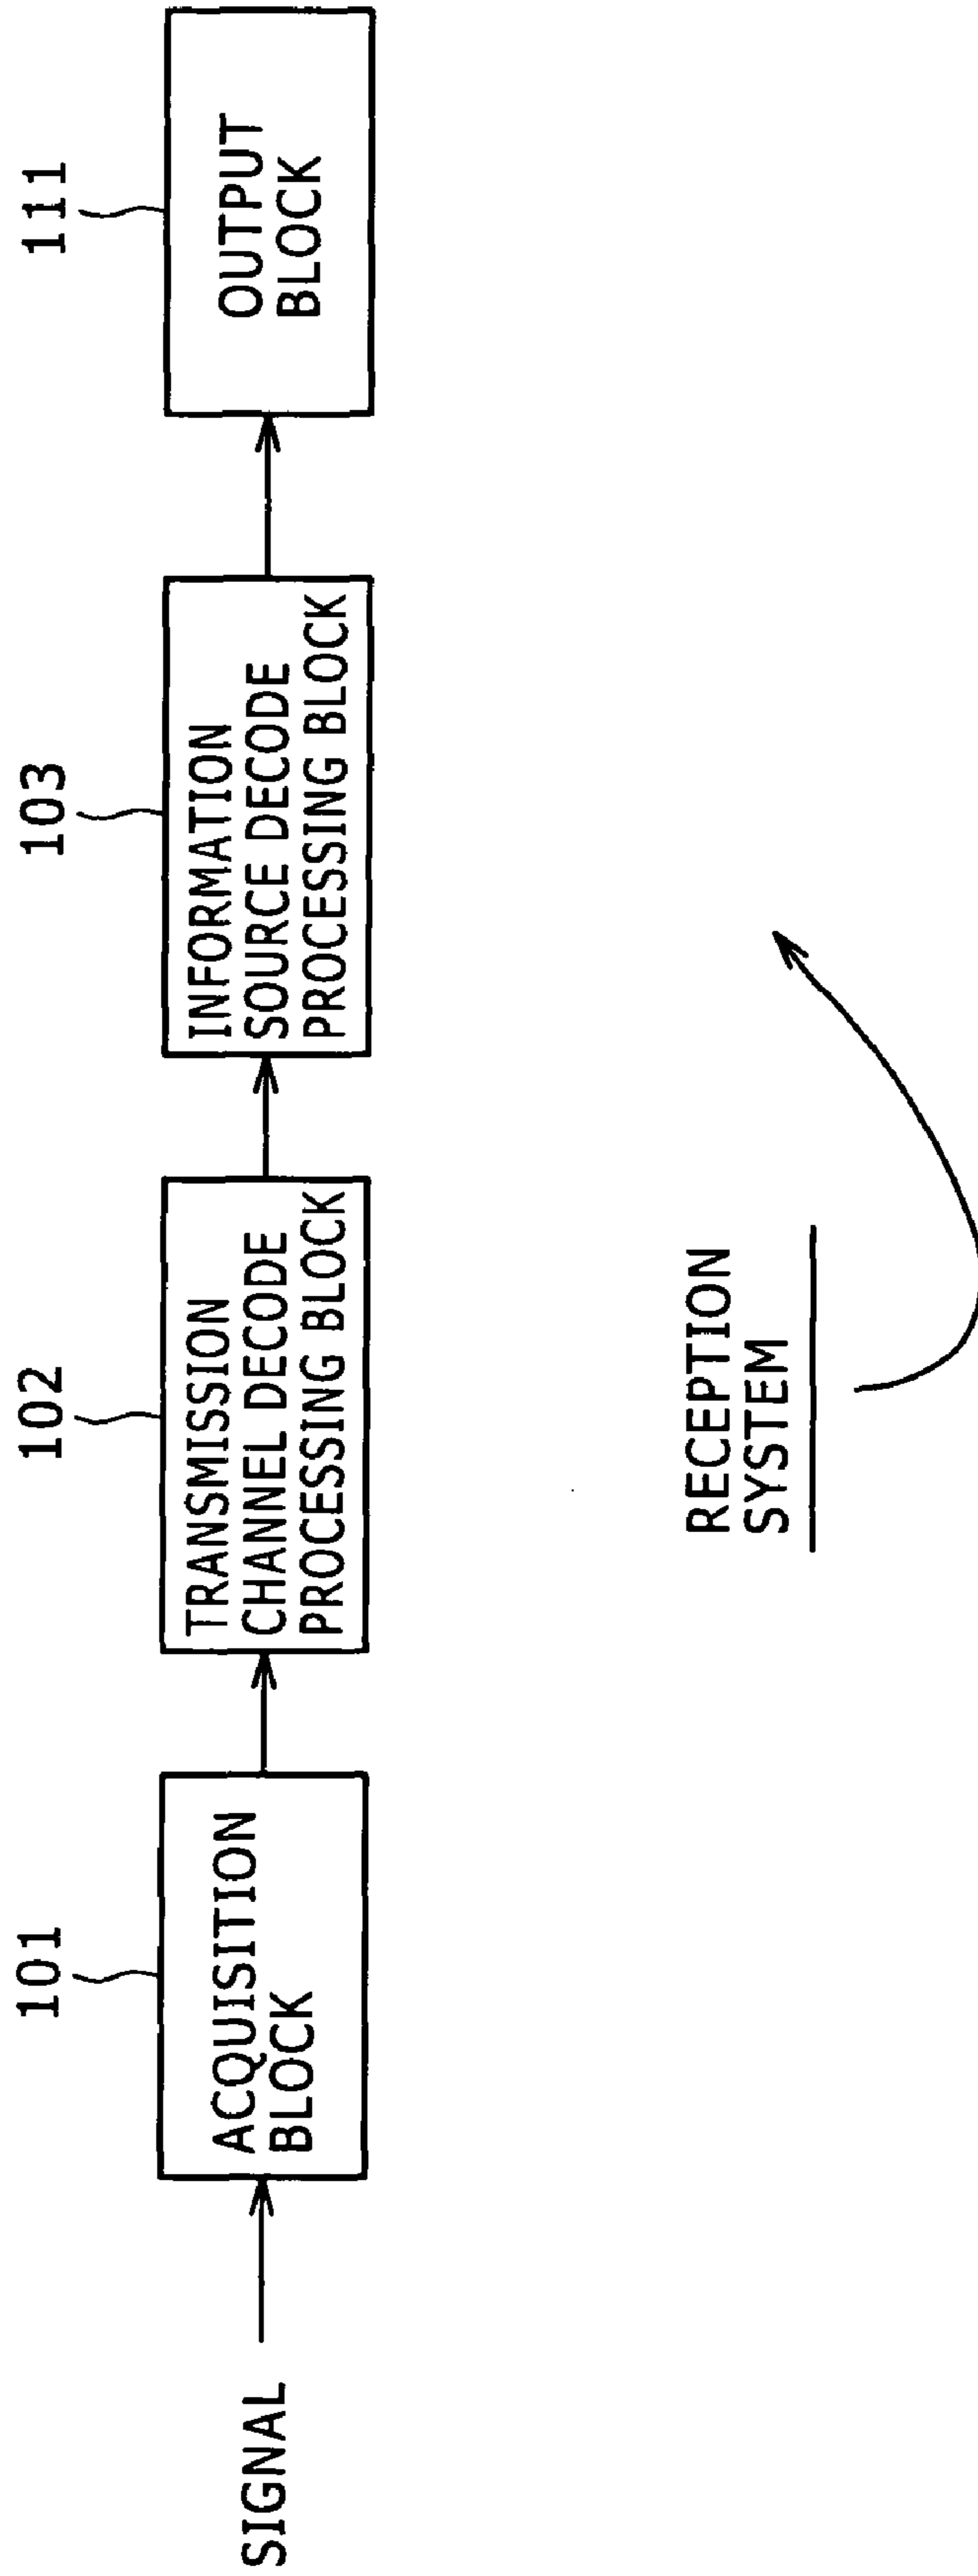 SIGNAL
101
ACQUISITION
BLOCK
102
TRANSMISSION
CHANNEL DECODE
PROCESSING BLOCK
103
INFORMATION
SOURCE DECODE
PROCESSING BLOCK
111
OUTPUT
BLOCK
RECEPTION
SYSTEM